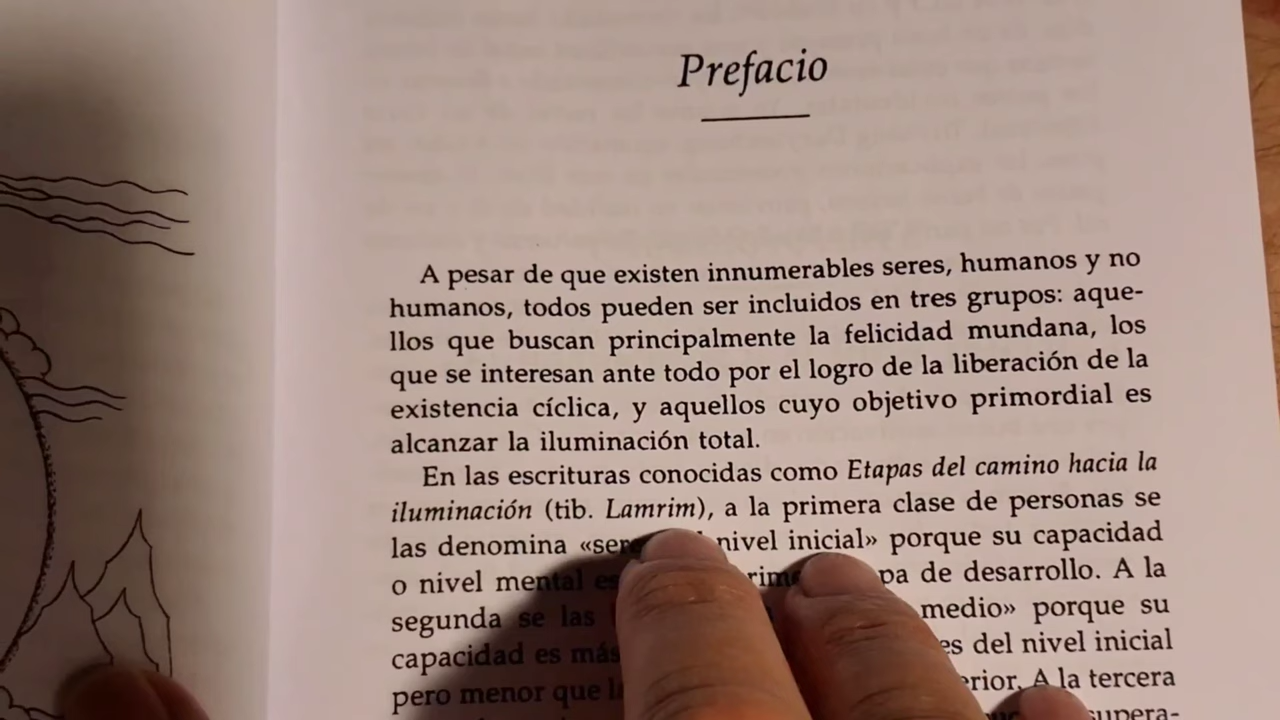 Prefacio
A pesar de que existen innumerables seres, humanos y no
humanos, todos pueden ser incluidos en tres grupos: aque-
llos que buscan principalmente la felicidad mundana, los
que se interesan ante todo por el logro de la liberación de la
existencia cíclica, y aquellos cuyo objetivo primordial es
alcanzar la iluminación total.
En las escrituras conocidas como Etapas del camino hacia la
iluminación (tib. Lamrim), a la primera clase de personas se
las denomina nivel inicial» porque su capacidad
o nivel mental de desarrollo. A la
segunda se las medio» porque su
capacidad es más del nivel inicial
pero menor que A la tercera